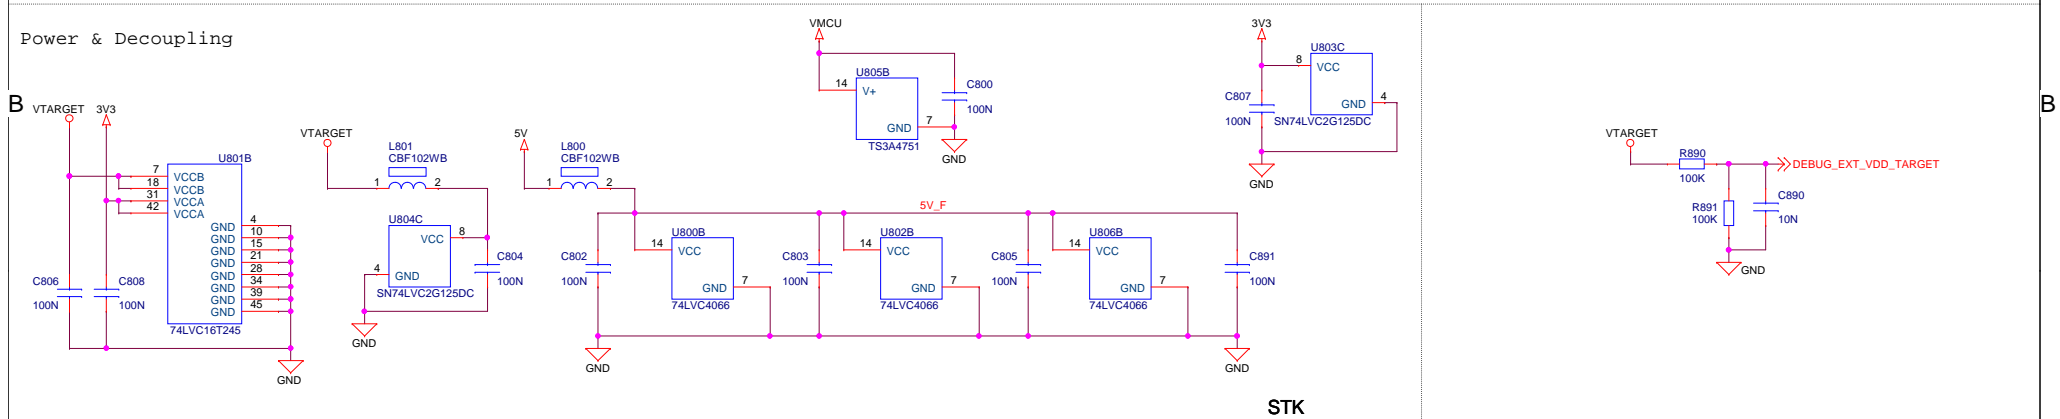 Power & Decoupling
B
VTARGET
3V3
U801B
7
VCCB
18
VCCB
31
VCCA
42
VCCA
GND
4
GND
10
GND
15
GND
21
GND
28
GND
34
GND
39
GND
45
74LVC16T245
C806
100N
C808
100N
GND
VTARGET
L801
CBF102WB
1
2
U804C
VCC
8
4
GND
SN74LVC2G125DC
C804
100N
GND
5V
L800
CBF102WB
1
2
5V_F
C802
100N
U800B
14
VCC
GND
7
74LVC4066
C803
100N
U802B
14
VCC
GND
7
74LVC4066
C805
100N
U806B
14
VCC
GND
7
74LVC4066
C891
100N
GND
GND
VMCU
U805B
14
V+
GND
7
TS3A4751
C800
100N
GND
3V3
U803C
8
VCC
GND
4
SN74LVC2G125DC
C807
100N
GND
STK
VTARGET
R890
100K
DEBUG_EXT_VDD_TARGET
R891
100K
C890
10N
GND
B